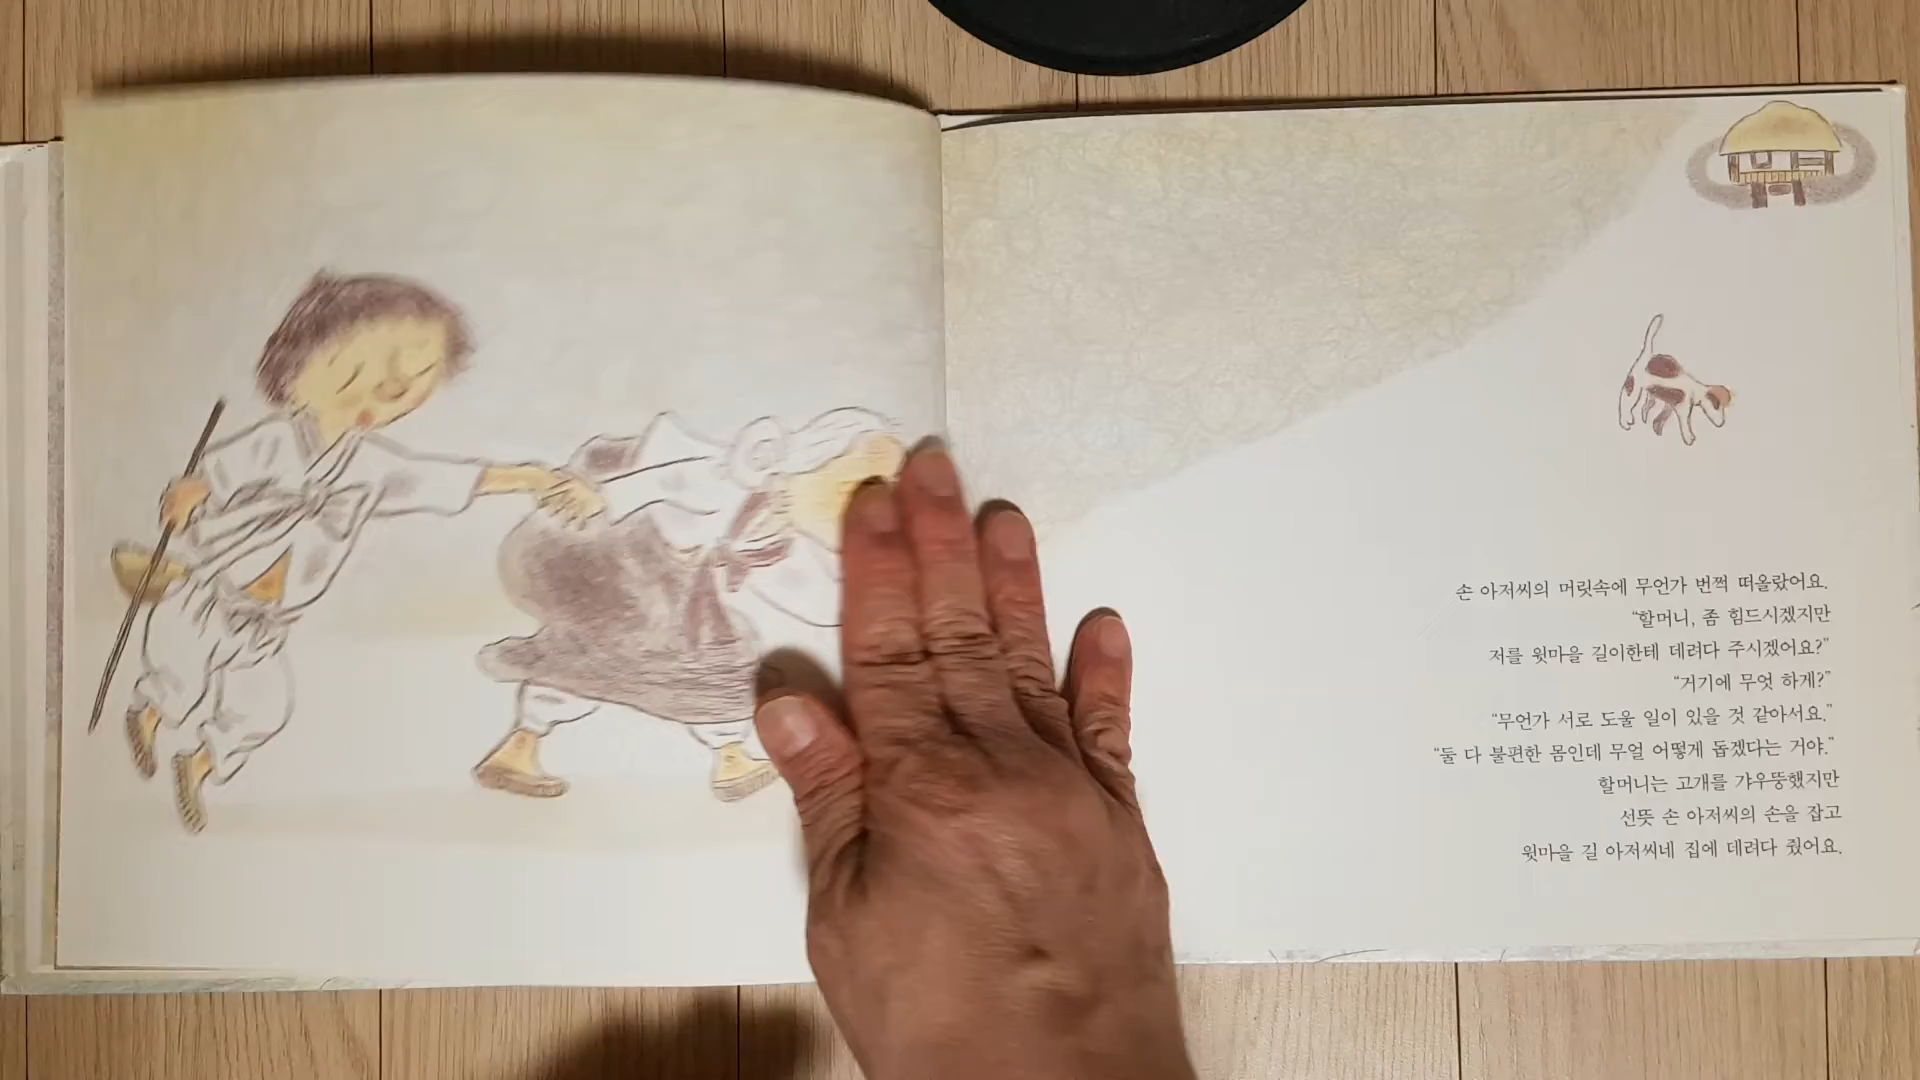 손 아저씨의 머릿속에 무언가 번쩍 떠올랐어요.
“할머니, 좀 힘드시겠지만
저를 윗마을 길이한테 데려다 주시겠어요?”
“거기에 무엇 하게?”
“무언가 서로 도울 일이 있을 것 같아서요.”
“둘 다 불편한 몸인데 무얼 어떻게 돕겠다는 거야.”
할머니는 고개를 갸우뚱했지만
선뜻 손 아저씨의 손을 잡고
윗마을 길 아저씨네 집에 데려다 줬어요.